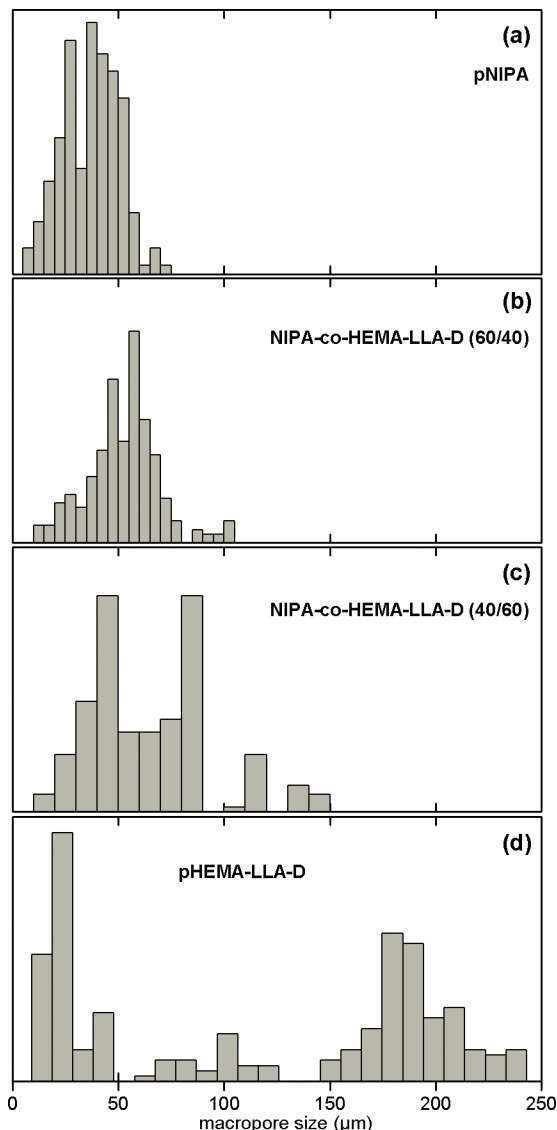 (a)
pNIPA
(b)
NIPA-co-HEMA-LLA-D (60/40)
(c)
NIPA-co-HEMA-LLA-D (40/60)
(d)
pHEMA-LLA-D
0 50 100 150 200 250
macropore size (µm)